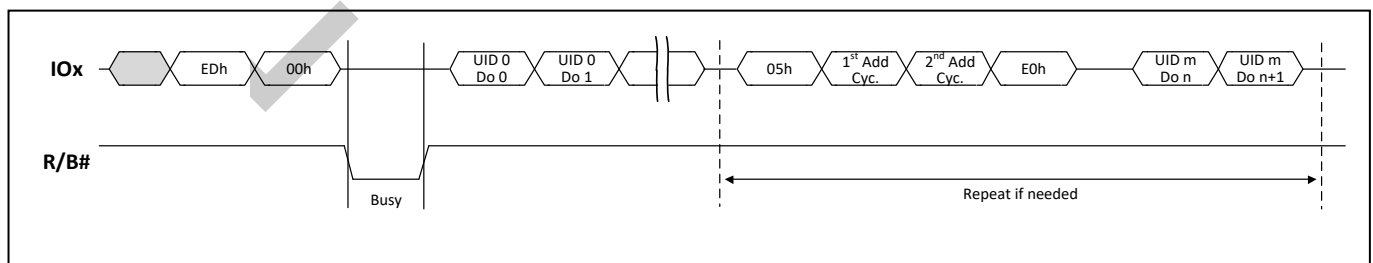 IOx
EDh
00h
UID 0
Do 0
UID 0
Do 1
05h
1st Add
Cyc.
2nd Add
Cyc.
E0h
UID m
Do n
UID m
Do n+1
R/B#
Busy
Repeat if needed